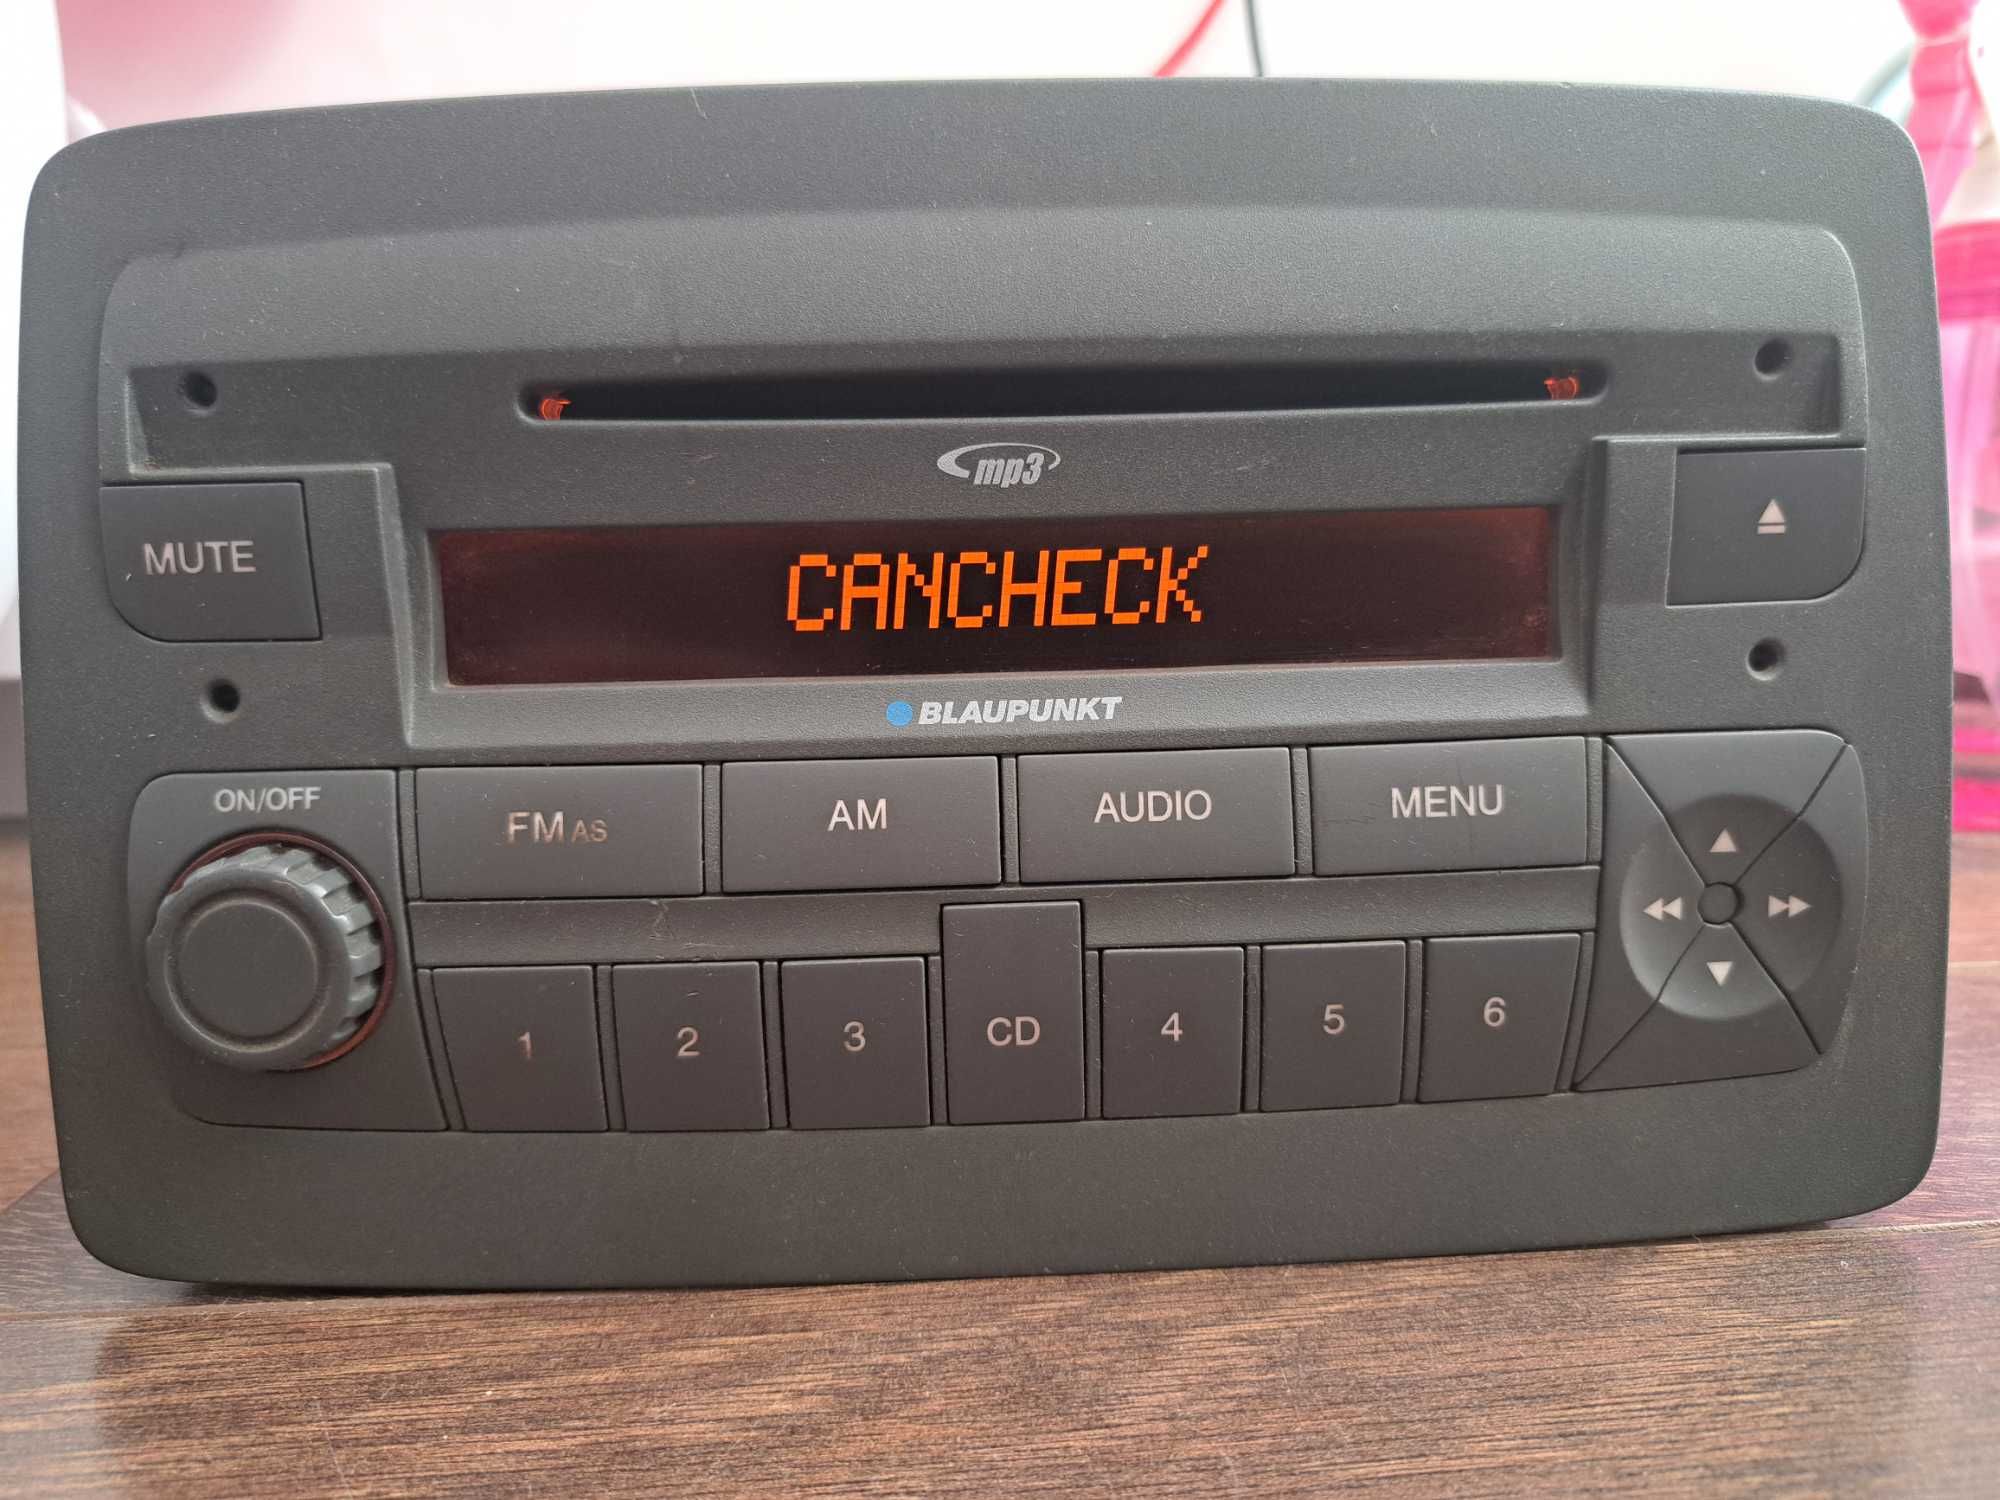 mp3
MUTE
CANCHECK
BLAUPUNKT
ON/OFF
FM AS
AM
AUDIO
MENU
1
2
3
CD
4
5
6